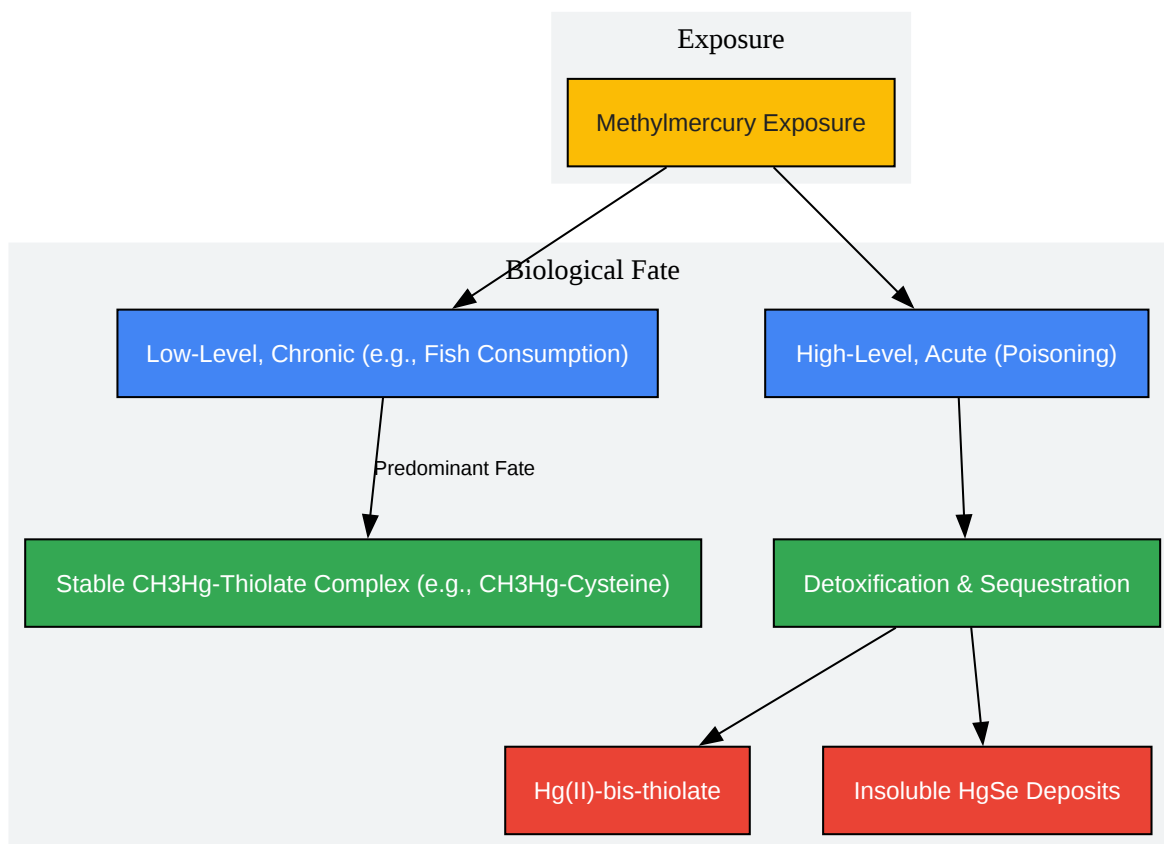 Exposure
Methylmercury Exposure
Biological Fate
Low-Level, Chronic (e.g., Fish Consumption)
High-Level, Acute (Poisoning)
Predominant Fate
Stable CH3Hg-Thiolate Complex (e.g., CH3Hg-Cysteine)
Detoxification & Sequestration
Hg(II)-bis-thiolate
Insoluble HgSe Deposits